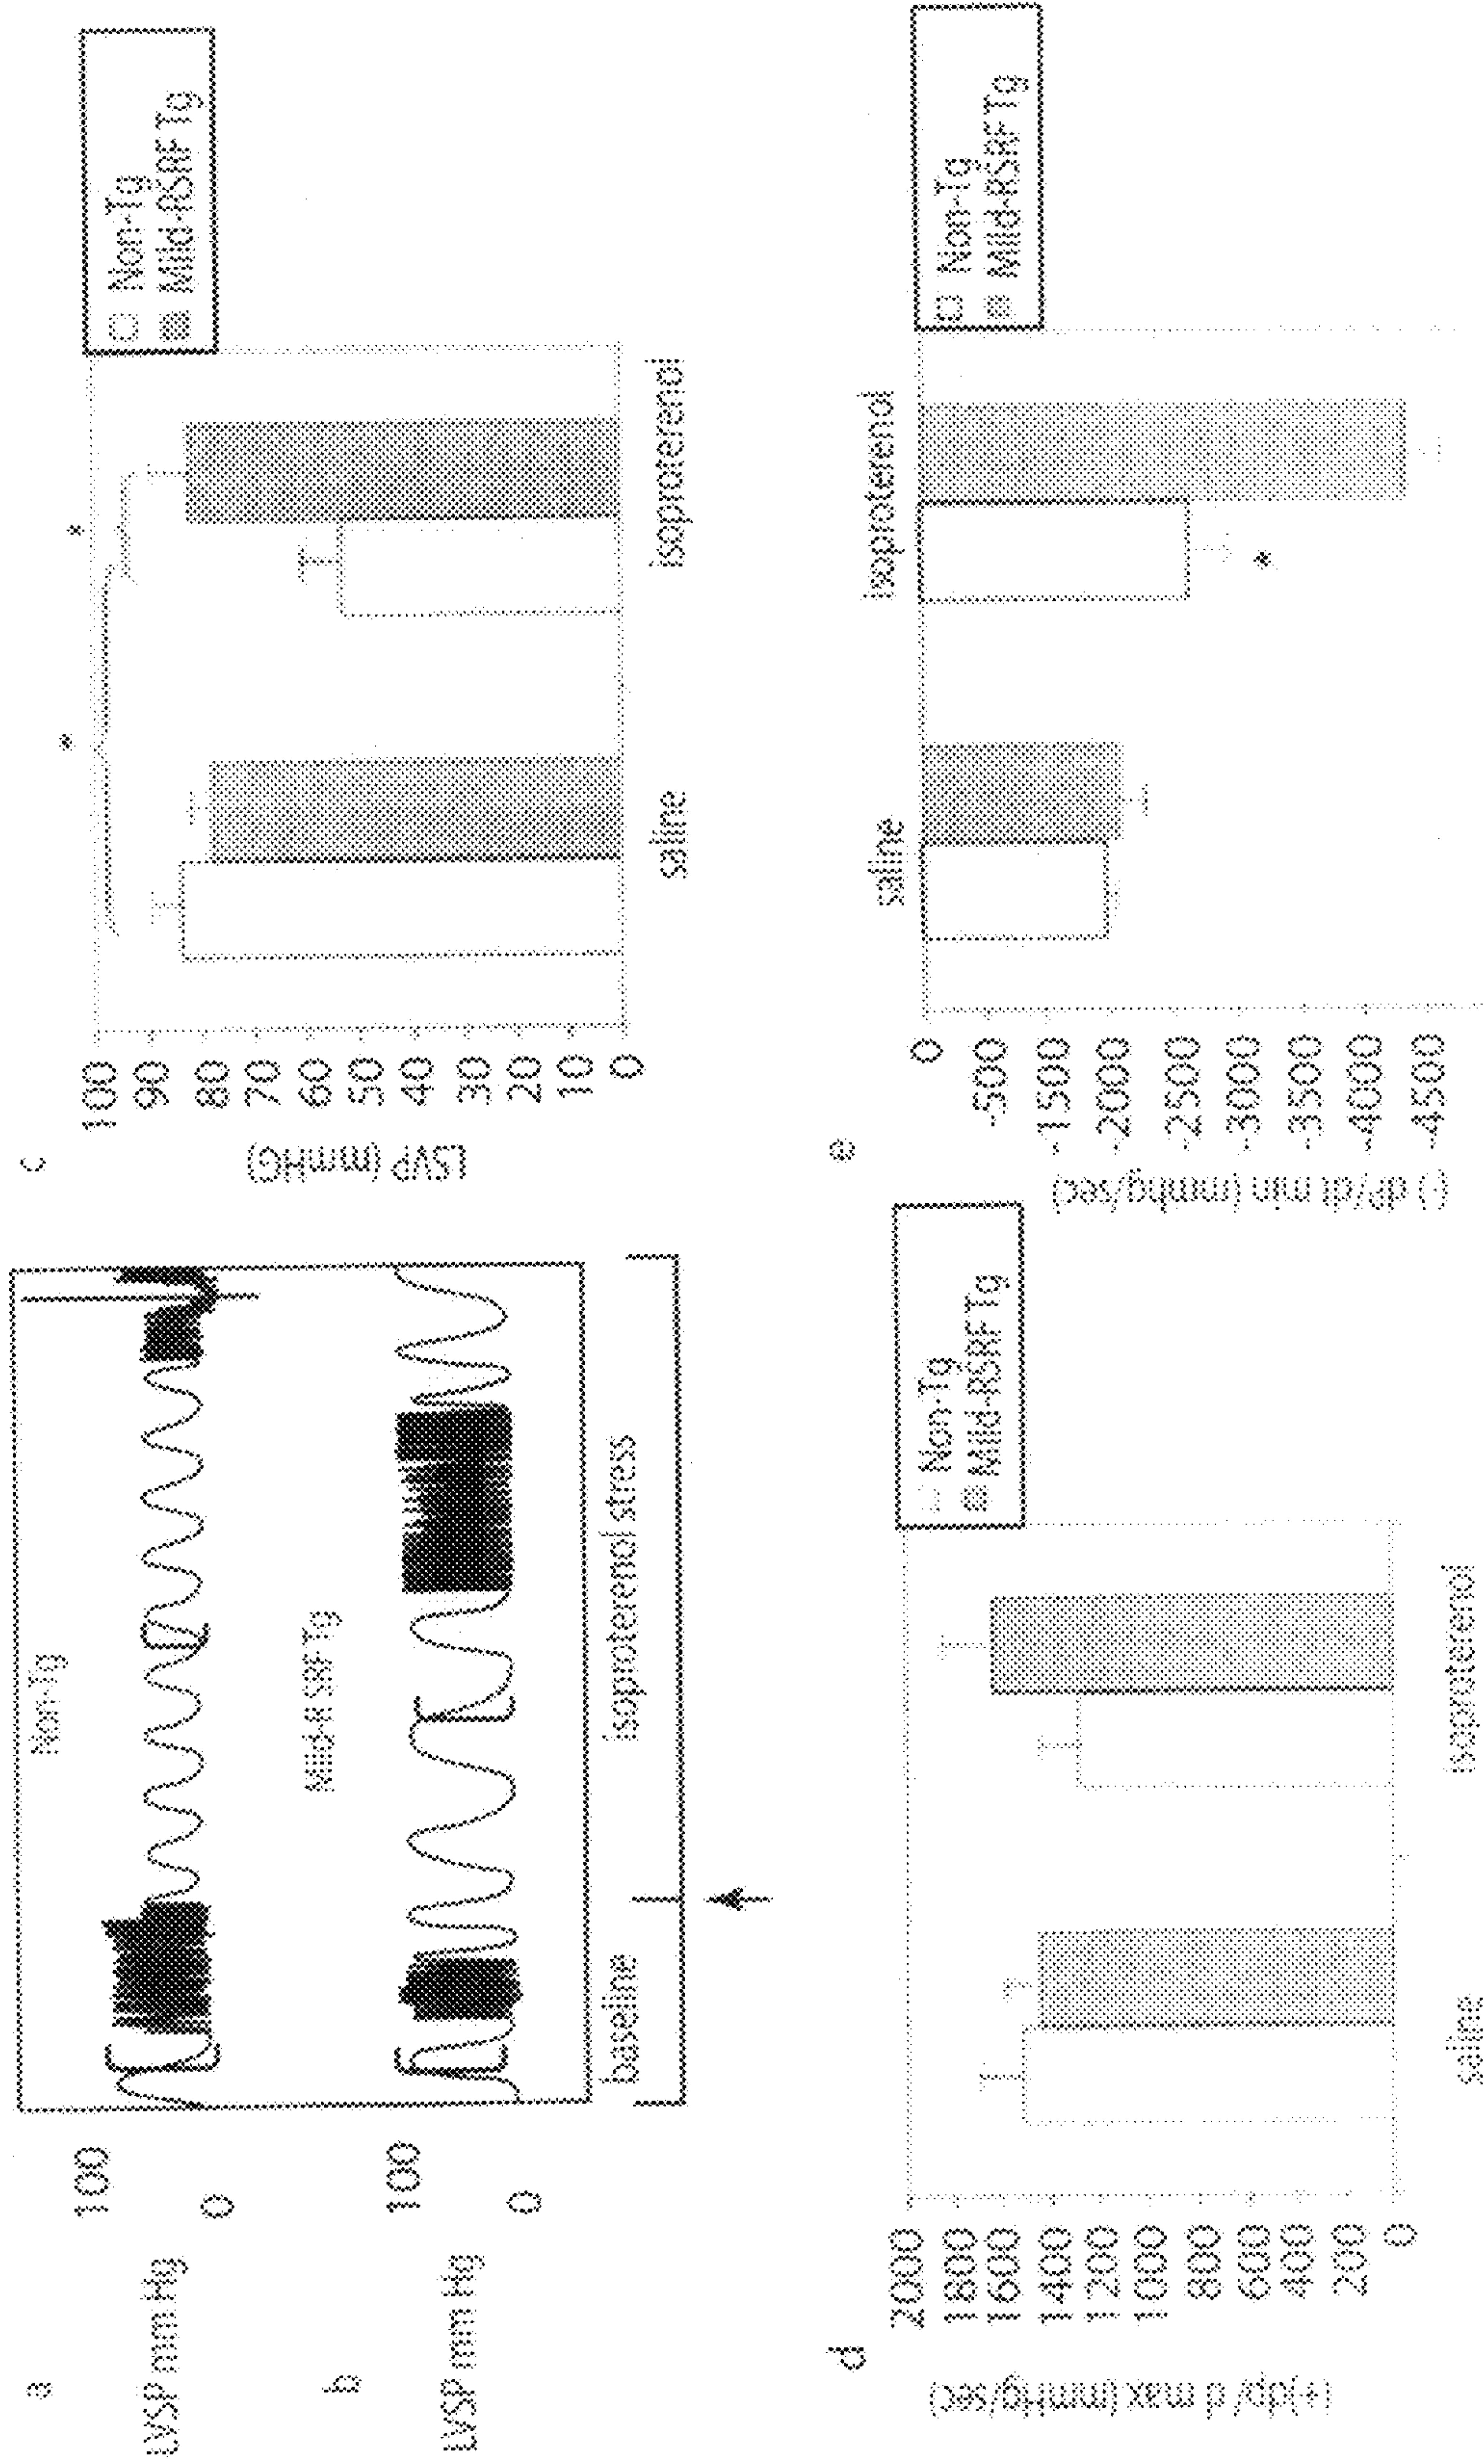 a
Non-Tg
LVSP mm Hg
100
0
b
Mild-R SRF Tg
LVSP mm Hg
100
0
baseline
isoproterenol stress
c
LSVP (mmHG)
100
90
80
70
60
50
40
30
20
10
0
*
*
Non-Tg
Mild-RSRF Tg
saline
isoproterenol
d
(+)dp/d max (mmHg/sec)
2000
1800
1600
1400
1200
1000
800
600
400
200
0
Non-Tg
Mild-RSRF Tg
saline
isoproterenol
e
(-) dP/dt min (mmhg/sec)
0
-500
-1500
-2000
-2500
-3000
-3500
-4000
-4500
saline
isoproterenol
*
Non-Tg
Mild-RSRF Tg